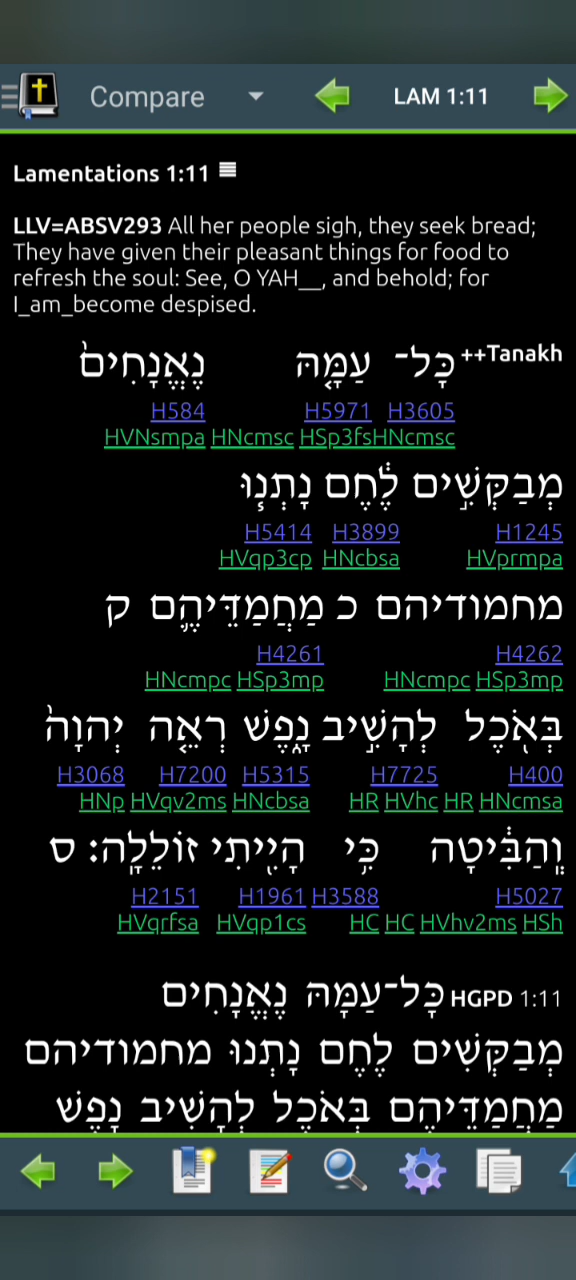 Compare
LAM 1:11
Lamentations 1:11
LLV=ABSV293 All her people sigh, they seek bread;
They have given their pleasant things for food to
refresh the soul: See, O YAH__, and behold; for
I_am_become despised.
++Tanakh כָּל־ עַמָּ֤הּ נֶאֱנָחִים֙
H3605 H5971 H584
HNcmsc HSp3fs HNcmsc HVNsmpa
מְבַקְּשִׁ֣ים לֶ֔חֶם נָתְנ֧וּ
H1245 H3899 H5414
HVprmpa HNcbsa HVqp3cp
מחמודיהם כ מַחֲמַדֵּיהֶ֛ם ק
H4262 H4261
HNcmpc HSp3mp HNcmpc HSp3mp
בְּאֹ֖כֶל לְהָשִׁ֣יב נָ֑פֶשׁ רְאֵ֤ה יְהוָה֙
H400 H7725 H5315 H7200 H3068
HR HNcmsa HR HVhc HNcbsa HVqv2ms HNp
וְֽהַבִּ֔יטָה כִּ֥י הָיִ֖יתִי זוֹלֵלָֽה׃ ס
H5027 H3588 H1961 H2151
HC HVhv2ms HSh HC HVqp1cs HVqrfsa
HGPD 1:11 כָּל־עַמָּהּ נֶאֱנָחִים
מְבַקְּשִׁים לֶחֶם נָתְנוּ מחמודיהם
מַחֲמַדֵּיהֶם בְּאֹכֶל לְהָשִׁיב נָפֶשׁ